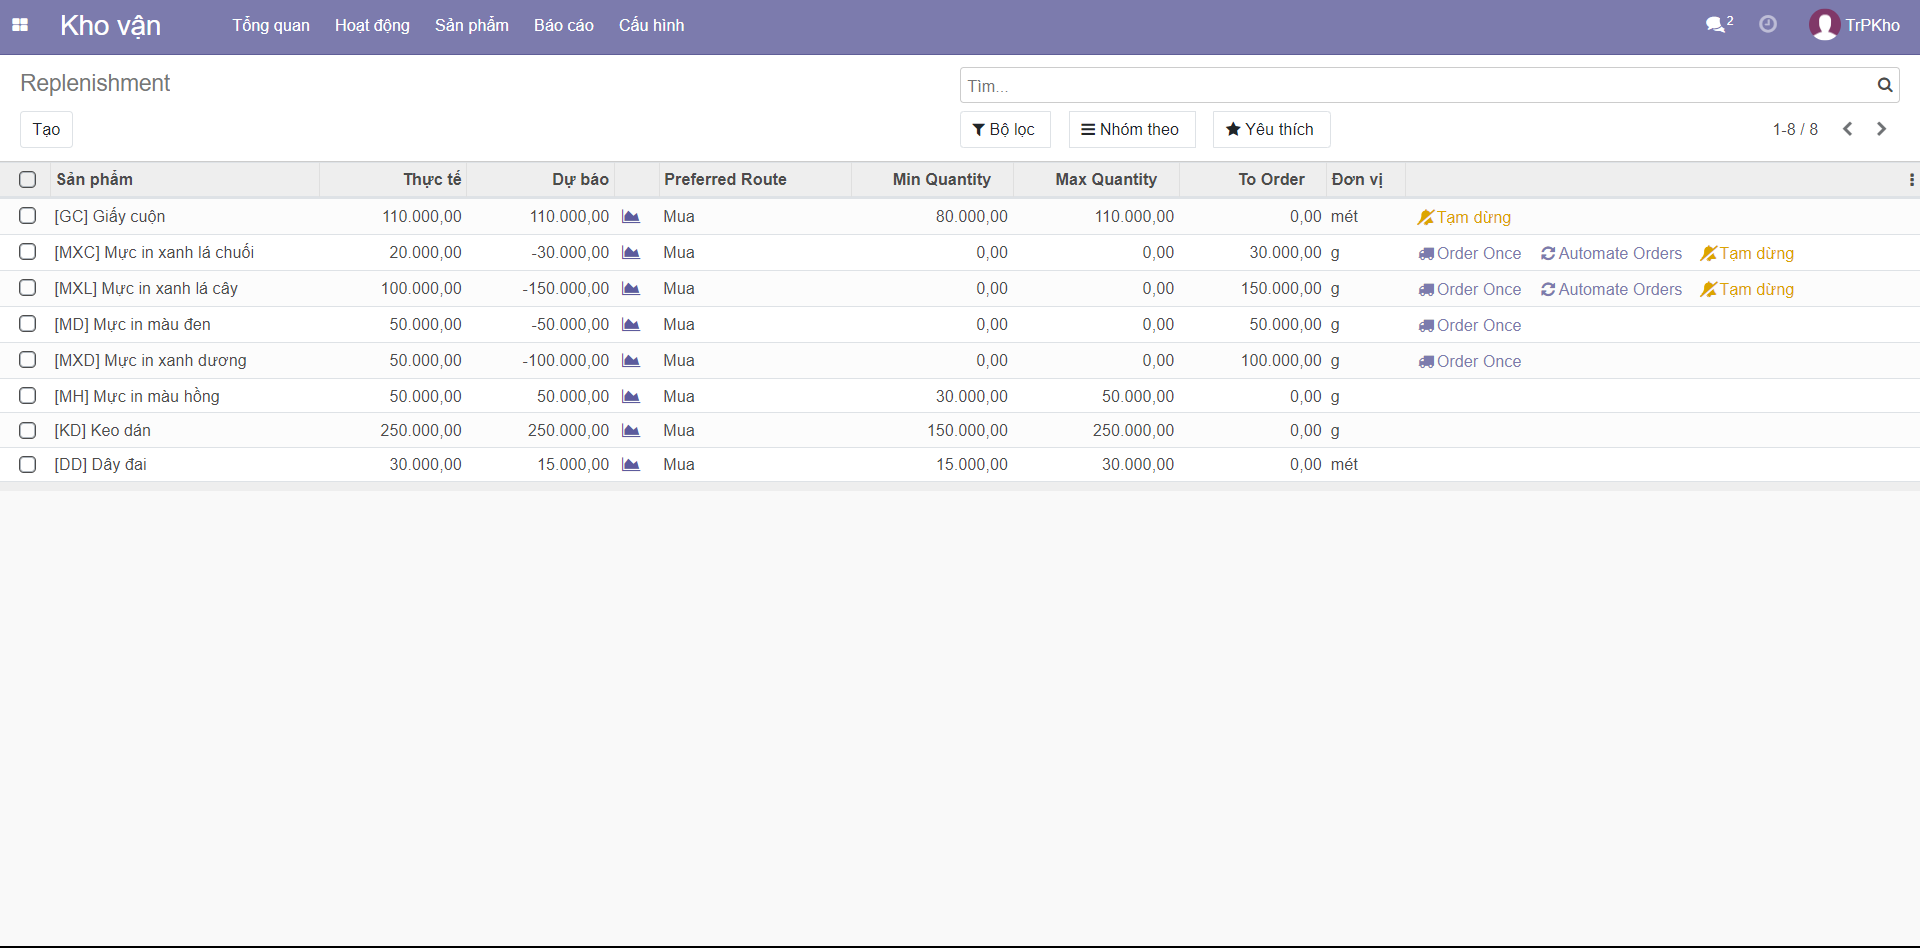 Kho vận Tổng quan Hoạt động Sản phẩm Báo cáo Cấu hình 2 TrPKho
Replenishment Tìm...
Tạo Bộ lọc Nhóm theo Yêu thích 1-8 / 8
Sản phẩm Thực tế Dự báo Preferred Route Min Quantity Max Quantity To Order Đơn vị
[GC] Giấy cuộn 110.000,00 110.000,00 Mua 80.000,00 110.000,00 0,00 mét Tạm dừng
[MXC] Mực in xanh lá chuối 20.000,00 -30.000,00 Mua 0,00 0,00 30.000,00 g Order Once Automate Orders Tạm dừng
[MXL] Mực in xanh lá cây 100.000,00 -150.000,00 Mua 0,00 0,00 150.000,00 g Order Once Automate Orders Tạm dừng
[MD] Mực in màu đen 50.000,00 -50.000,00 Mua 0,00 0,00 50.000,00 g Order Once
[MXD] Mực in xanh dương 50.000,00 -100.000,00 Mua 0,00 0,00 100.000,00 g Order Once
[MH] Mực in màu hồng 50.000,00 50.000,00 Mua 30.000,00 50.000,00 0,00 g
[KD] Keo dán 250.000,00 250.000,00 Mua 150.000,00 250.000,00 0,00 g
[DD] Dây đai 30.000,00 15.000,00 Mua 15.000,00 30.000,00 0,00 mét